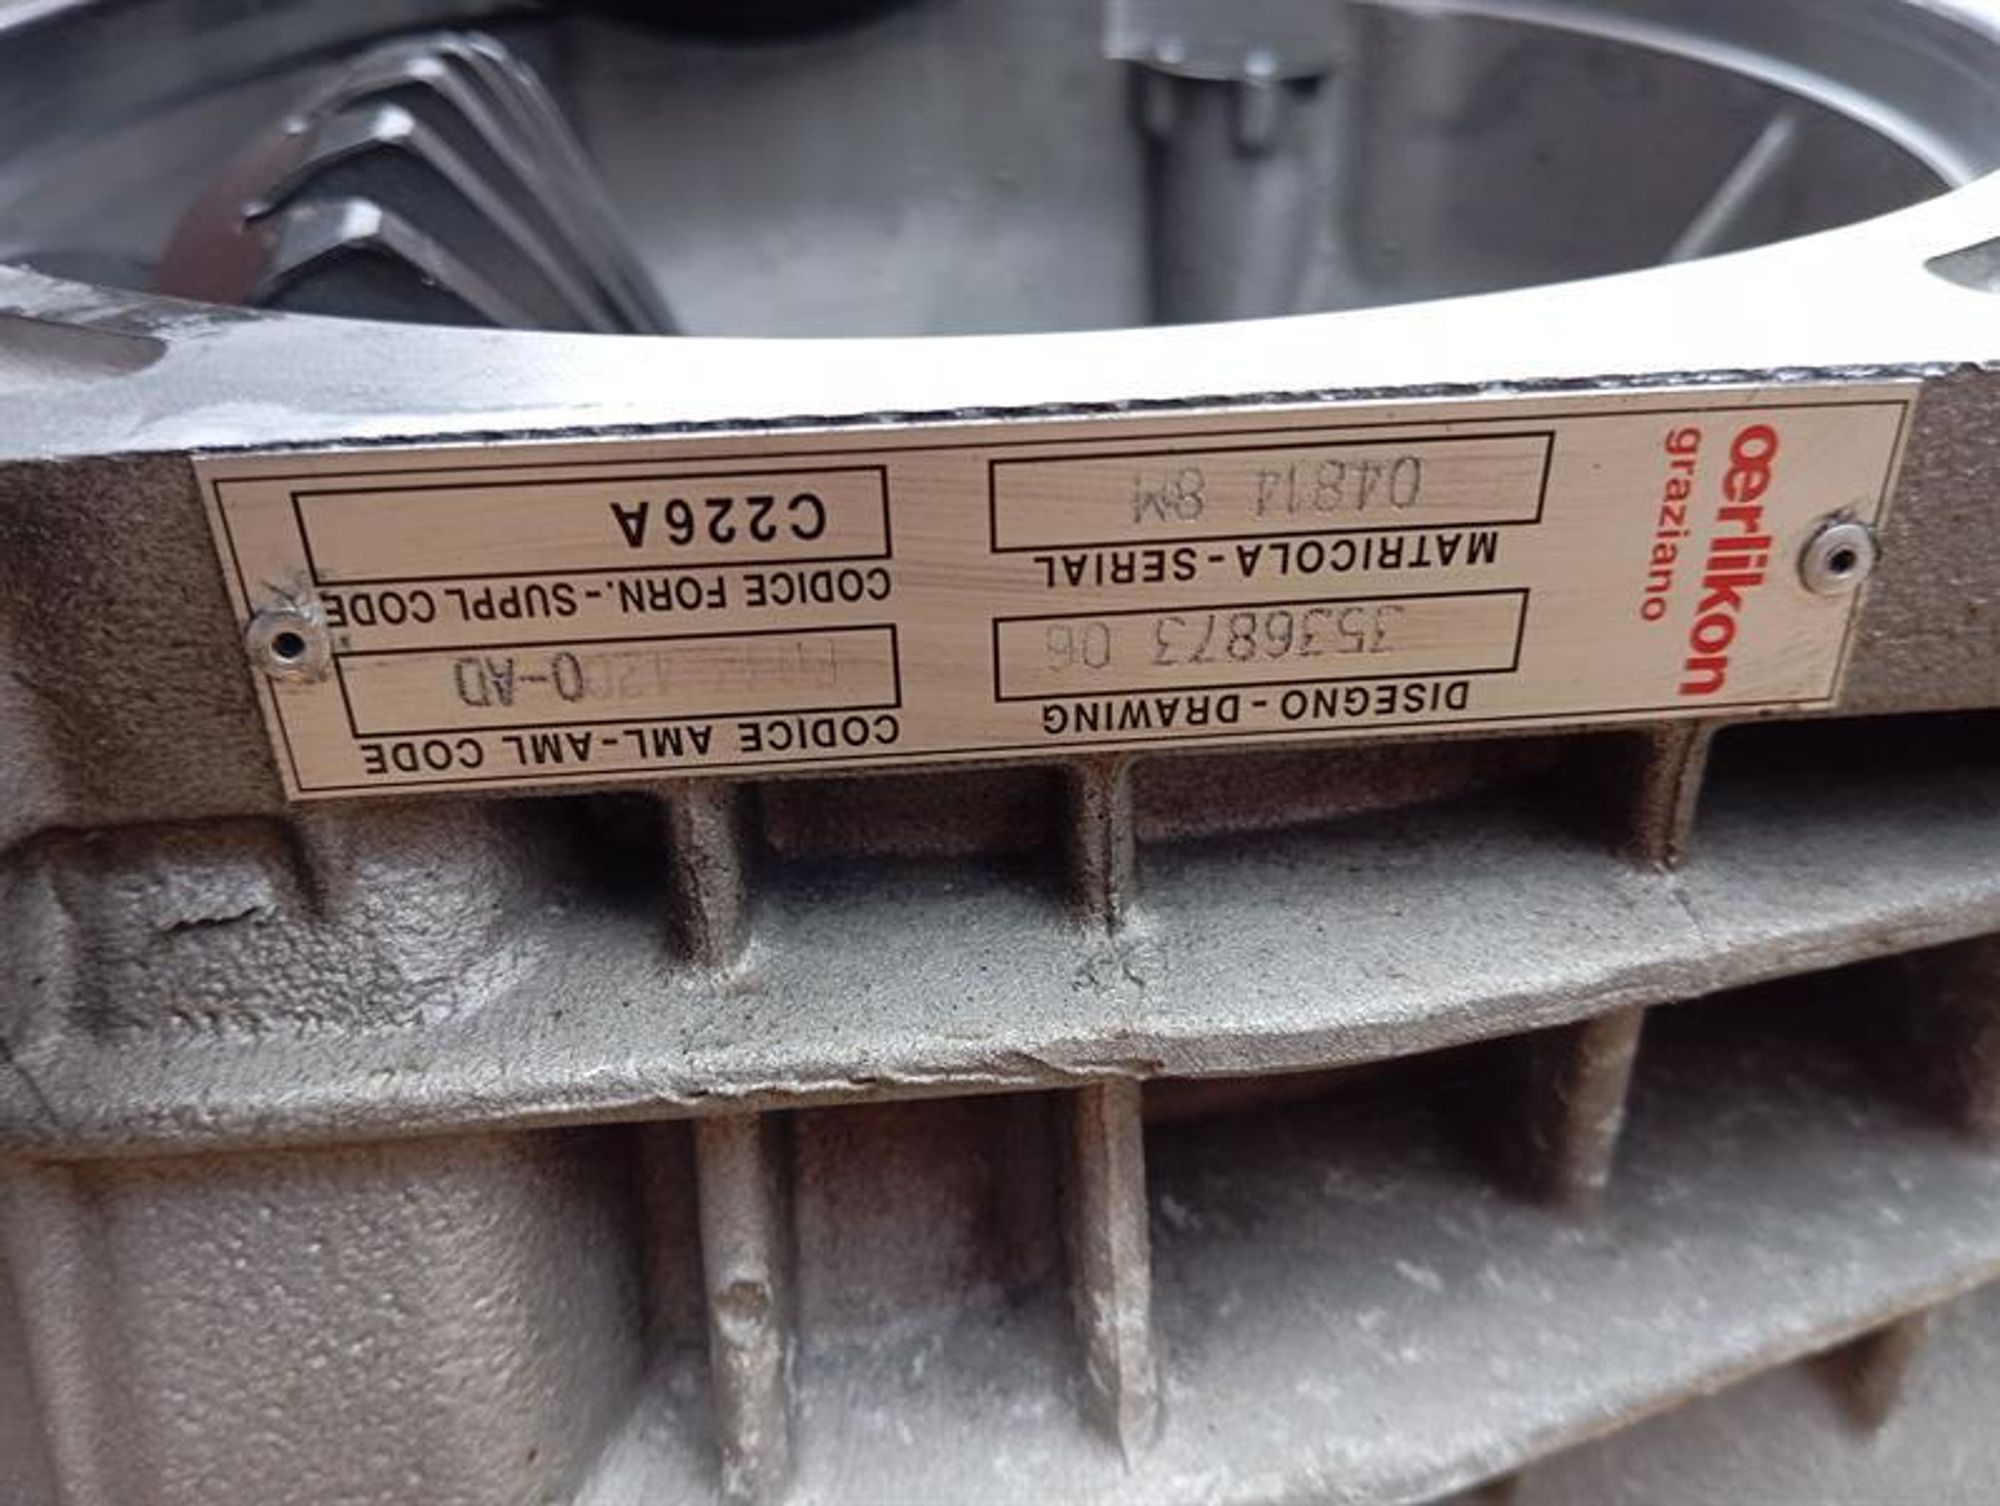 œrlikon
graziano
DISEGNO - DRAWING
3536873 06
MATRICOLA - SERIAL
04814 8M
CODICE AML-AML CODE
0-AD
CODICE FORN.-SUPPL CODE
C226A